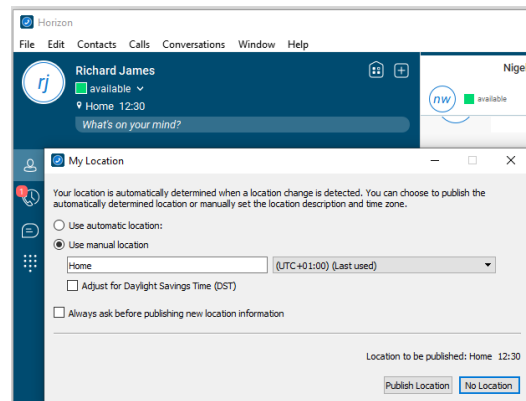 Horizon
File Edit Contacts Calls Conversations Window Help
rj
Richard James
available
Home 12:30
What's on your mind?
Nige
nw
available
1
My Location
Your location is automatically determined when a location change is detected. You can choose to publish the
automatically determined location or manually set the location description and time zone.
Use automatic location:
Use manual location
Home
(UTC+01:00) (Last used)
Adjust for Daylight Savings Time (DST)
Always ask before publishing new location information
Location to be published: Home 12:30
Publish Location
No Location